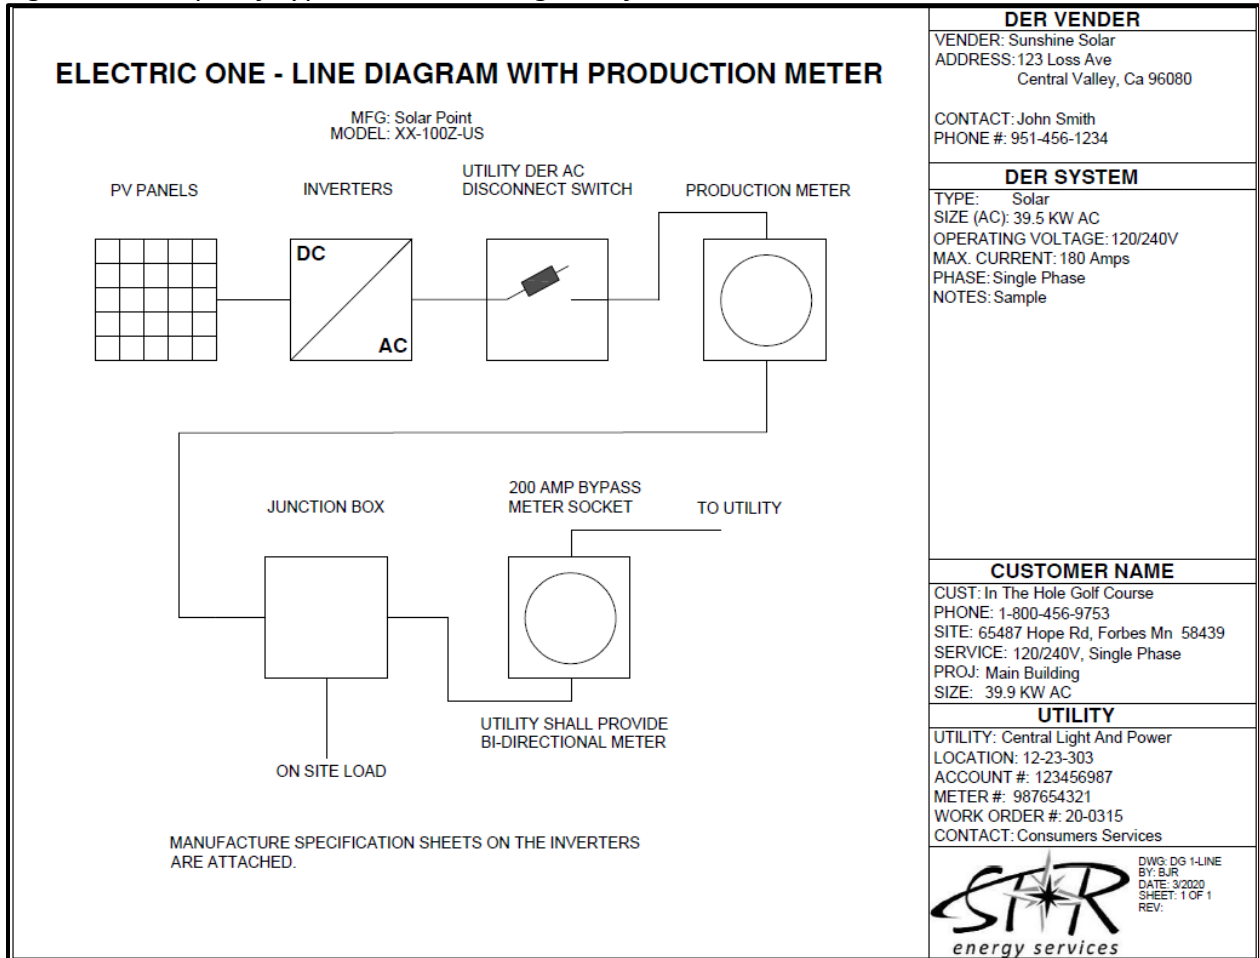 ELECTRIC ONE - LINE DIAGRAM WITH PRODUCTION METER
MFG: Solar Point
MODEL: XX-100Z-US
PV PANELS
INVERTERS
UTILITY DER AC
DISCONNECT SWITCH
PRODUCTION METER
DC
AC
JUNCTION BOX
200 AMP BYPASS
METER SOCKET
TO UTILITY
UTILITY SHALL PROVIDE
BI-DIRECTIONAL METER
ON SITE LOAD
MANUFACTURE SPECIFICATION SHEETS ON THE INVERTERS
ARE ATTACHED.
DER VENDER
VENDER: Sunshine Solar
ADDRESS: 123 Loss Ave
Central Valley, Ca 96080
CONTACT: John Smith
PHONE #: 951-456-1234
DER SYSTEM
TYPE: Solar
SIZE (AC): 39.5 KW AC
OPERATING VOLTAGE: 120/240V
MAX. CURRENT: 180 Amps
PHASE: Single Phase
NOTES: Sample
CUSTOMER NAME
CUST: In The Hole Golf Course
PHONE: 1-800-456-9753
SITE: 65487 Hope Rd, Forbes Mn 58439
SERVICE: 120/240V, Single Phase
PROJ: Main Building
SIZE: 39.9 KW AC
UTILITY
UTILITY: Central Light And Power
LOCATION: 12-23-303
ACCOUNT #: 123456987
METER #: 987654321
WORK ORDER #: 20-0315
CONTACT: Consumers Services
STAR
energy services
DWG: DG 1-LINE
BY: BJR
DATE: 3/2020
SHEET: 1 OF 1
REV: